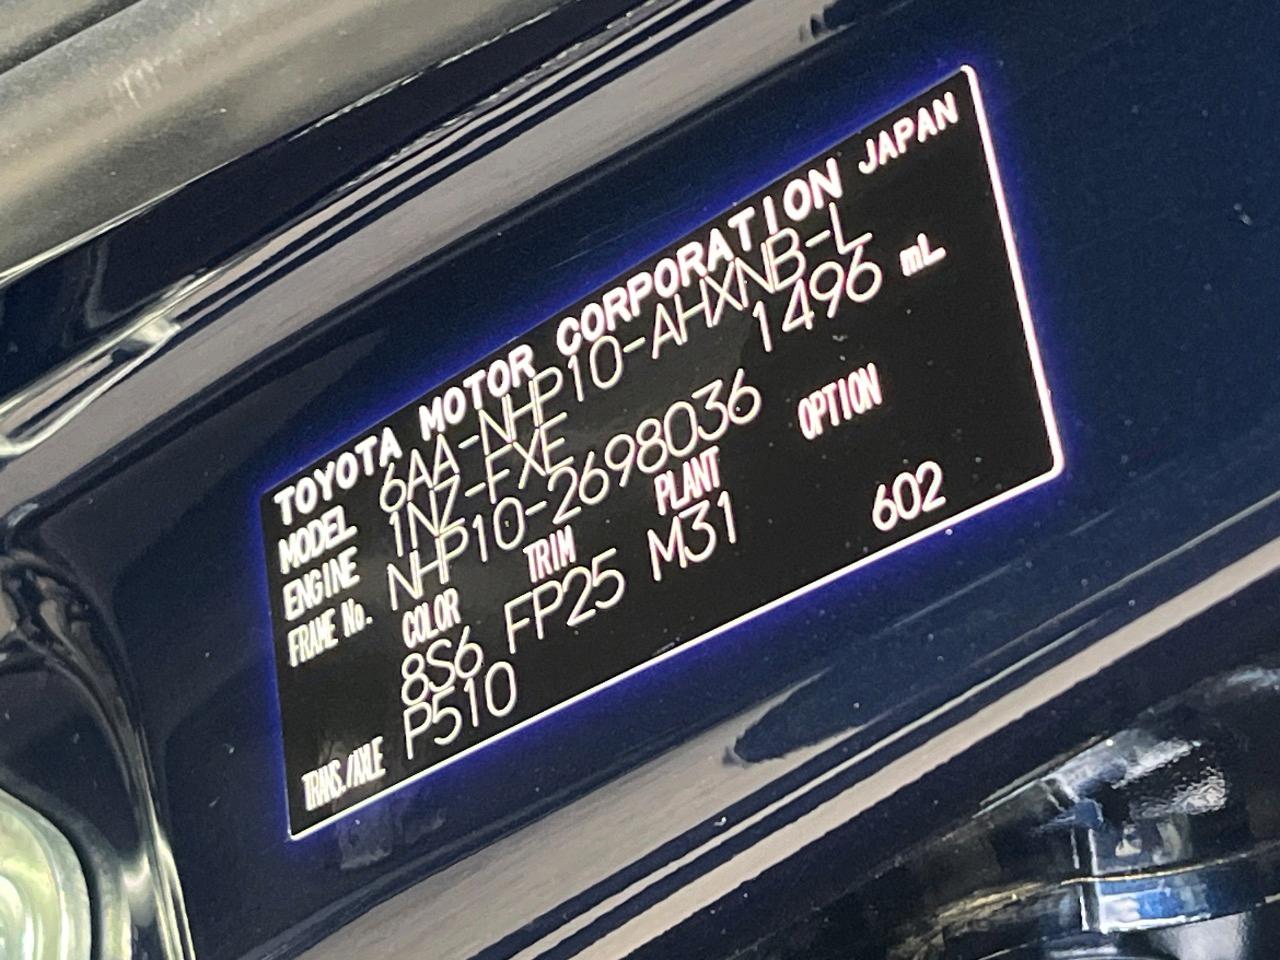 TOYOTA MOTOR CORPORATION JAPAN
MODEL 6AA-NHP10-AHXNB-L
ENGINE 1NZ-FXE 1496 mL
FRAME No. NHP10-2698036
COLOR TRIM PLANT OPTION
8S6 FP25 M31 602
TRANS./AXLE P510